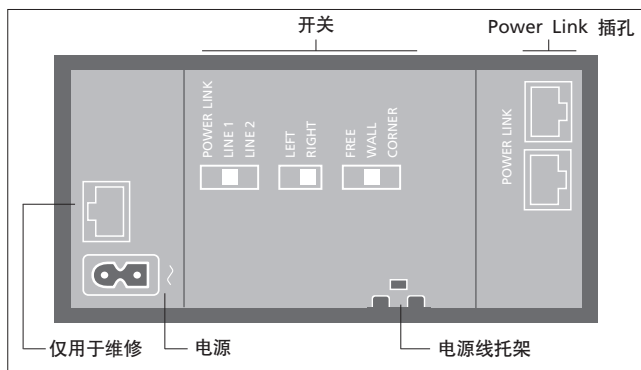 开关
Power Link 插孔
POWER LINK
LINE 1
LINE 2
LEFT
RIGHT
FREE
WALL
CORNER
POWER LINK
仅用于维修
电源
电源线托架